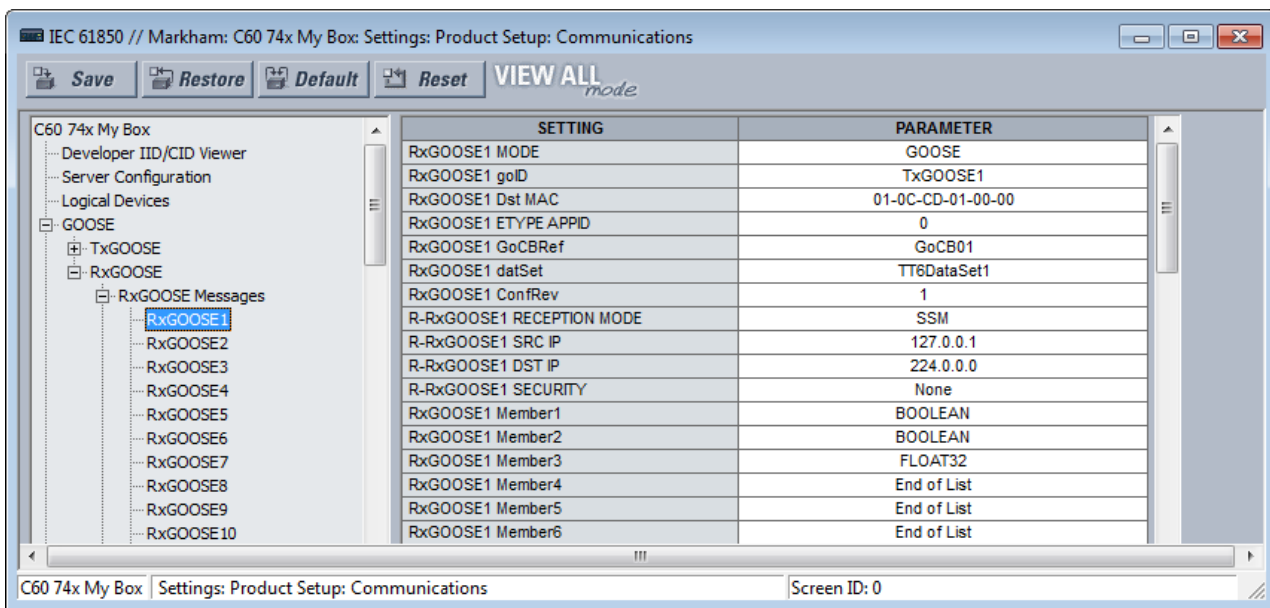 IEC 61850 // Markham: C60 74x My Box: Settings: Product Setup: Communications
Save Restore Default Reset VIEW ALL mode
C60 74x My Box
Developer IID/CID Viewer
Server Configuration
Logical Devices
GOOSE
TxGOOSE
RxGOOSE
RxGOOSE Messages
RxGOOSE1
RxGOOSE2
RxGOOSE3
RxGOOSE4
RxGOOSE5
RxGOOSE6
RxGOOSE7
RxGOOSE8
RxGOOSE9
RxGOOSE10
SETTING PARAMETER
RxGOOSE1 MODE GOOSE
RxGOOSE1 goID TxGOOSE1
RxGOOSE1 Dst MAC 01-0C-CD-01-00-00
RxGOOSE1 ETYPE APPID 0
RxGOOSE1 GoCBRef GoCB01
RxGOOSE1 datSet TT6DataSet1
RxGOOSE1 ConfRev 1
R-RxGOOSE1 RECEPTION MODE SSM
R-RxGOOSE1 SRC IP 127.0.0.1
R-RxGOOSE1 DST IP 224.0.0.0
R-RxGOOSE1 SECURITY None
RxGOOSE1 Member1 BOOLEAN
RxGOOSE1 Member2 BOOLEAN
RxGOOSE1 Member3 FLOAT32
RxGOOSE1 Member4 End of List
RxGOOSE1 Member5 End of List
RxGOOSE1 Member6 End of List
C60 74x My Box Settings: Product Setup: Communications Screen ID: 0